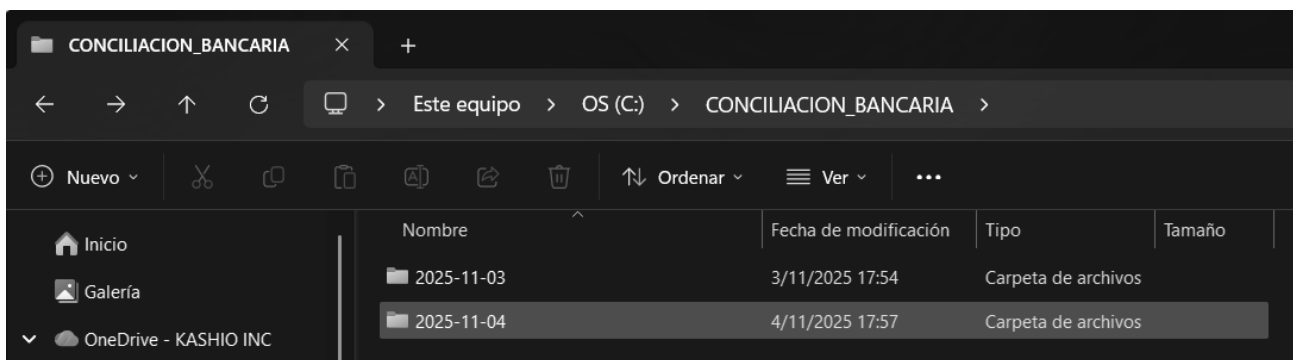 CONCILIACION_BANCARIA
Este equipo > OS (C:) > CONCILIACION_BANCARIA >
Nuevo Ordenar Ver ...
Nombre Fecha de modificación Tipo Tamaño
Inicio
2025-11-03 3/11/2025 17:54 Carpeta de archivos
Galería
2025-11-04 4/11/2025 17:57 Carpeta de archivos
OneDrive - KASHIO INC